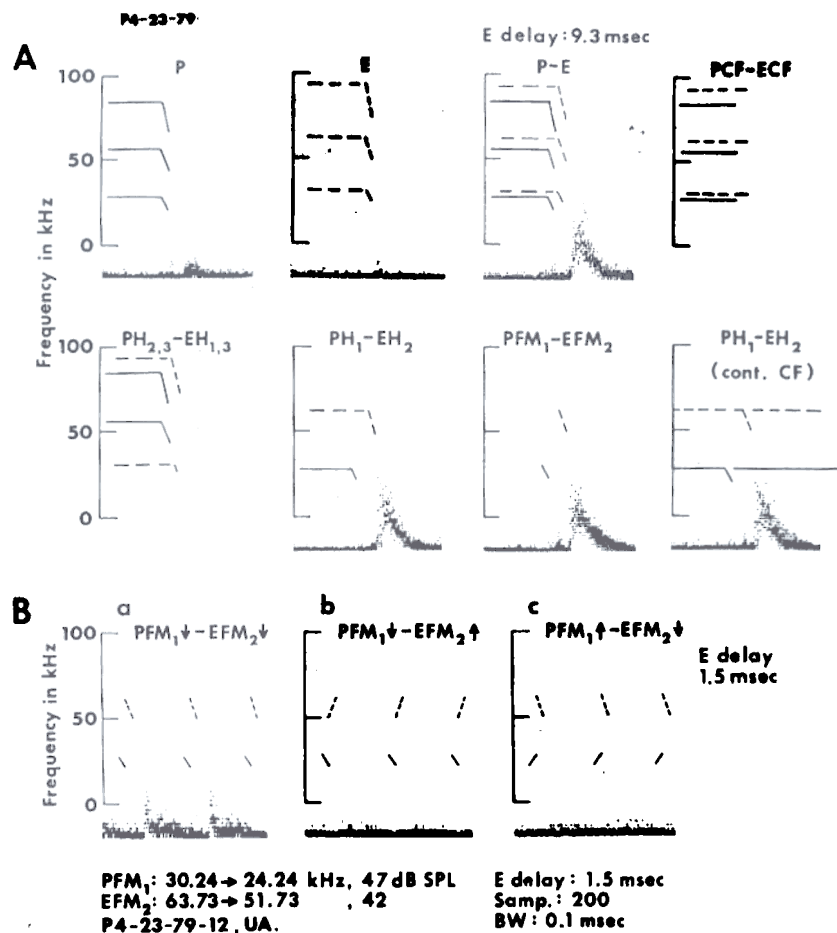 P4-23-79
E delay: 9.3 msec
A
P
E
P-E
PCF-ECF
100
50
0
Frequency in kHz
PH2,3-EH1,3
PH1-EH2
PFM1-EFM2
PH1-EH2
(cont. CF)
100
50
0
B
a
b
c
PFM1↓-EFM2↓
PFM1↓-EFM2↑
PFM1↑-EFM2↓
E delay
1.5 msec
100
50
0
Frequency in kHz
PFM1: 30.24→24.24 kHz, 47 dB SPL
EFM2: 63.73→51.73 , 42
P4-23-79-12, UA.
E delay: 1.5 msec
Samp.: 200
BW: 0.1 msec